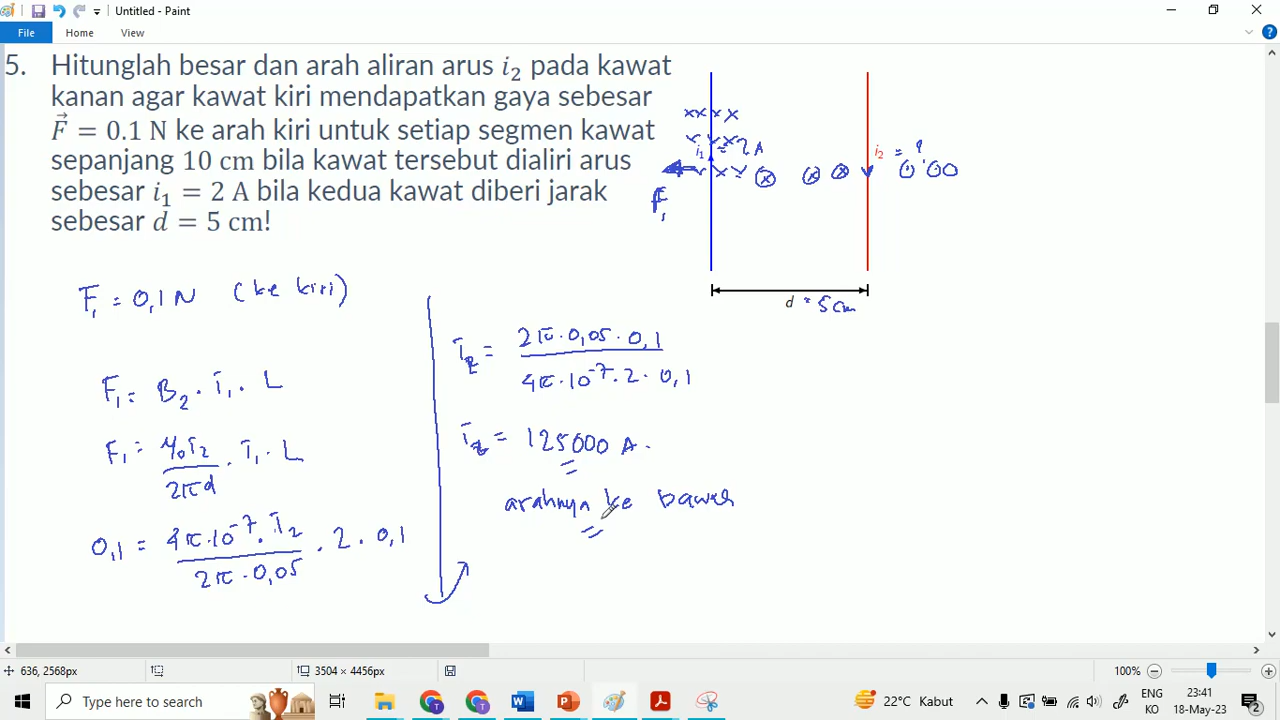 Untitled - Paint
File Home View
5. Hitunglah besar dan arah aliran arus i₂ pada kawat
kanan agar kawat kiri mendapatkan gaya sebesar
F⃗ = 0.1 N ke arah kiri untuk setiap segmen kawat
sepanjang 10 cm bila kawat tersebut dialiri arus
sebesar i₁ = 2 A bila kedua kawat diberi jarak
sebesar d = 5 cm!
x x x x
x x x
i₁ = 2 A
i₂ = ?
F₁
d = 5 cm
F₁ = 0,1 N (ke kiri)
F₁ = B₂ · I₁ · L
F₁ = μ₀I₂/2πd · I₁ · L
0,1 = 4π·10⁻⁷·I₂/2π·0,05 · 2 · 0,1
I₂ = 2π·0,05·0,1/4π·10⁻⁷·2·0,1
I₂ = 125000 A.
arahnya ke bawah
636, 2568px
3504 × 4456px
100%
Type here to search
22°C Kabut
ENG
KO
23:41
18-May-23
2